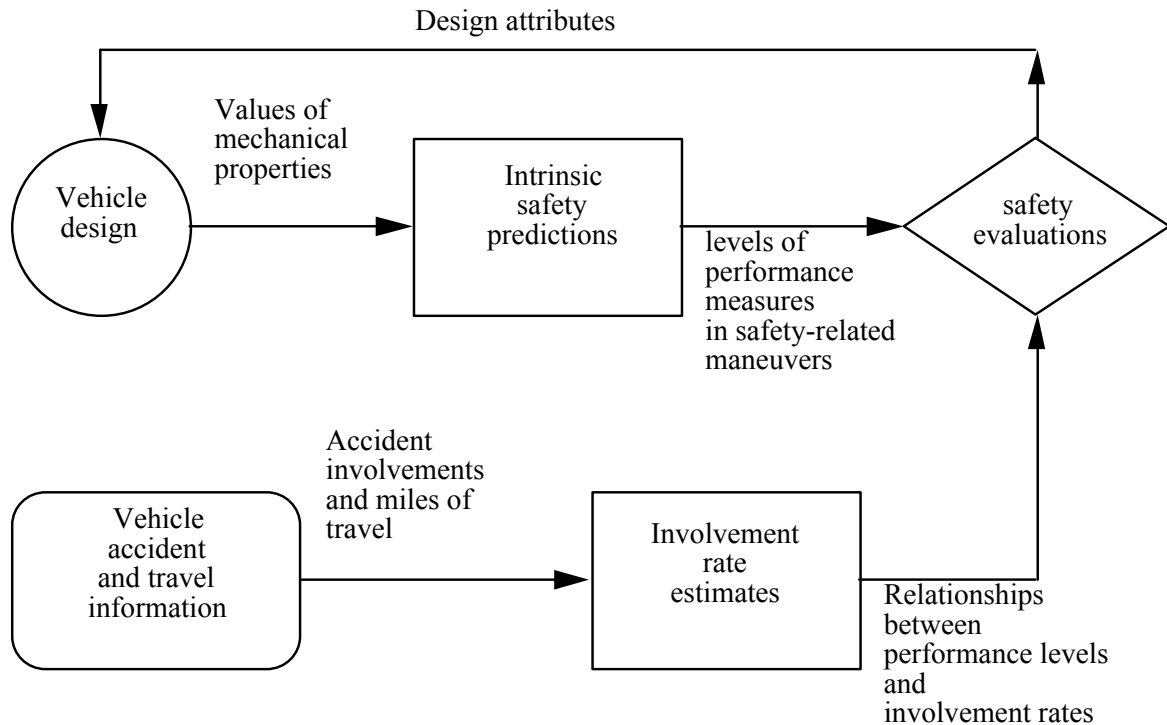 Design attributes
Values of
mechanical
properties
Vehicle
design
Intrinsic
safety
predictions
safety
evaluations
levels of
performance
measures
in safety-related
maneuvers
Accident
involvements
and miles of
travel
Vehicle
accident
and travel
information
Involvement
rate
estimates
Relationships
between
performance levels
and
involvement rates